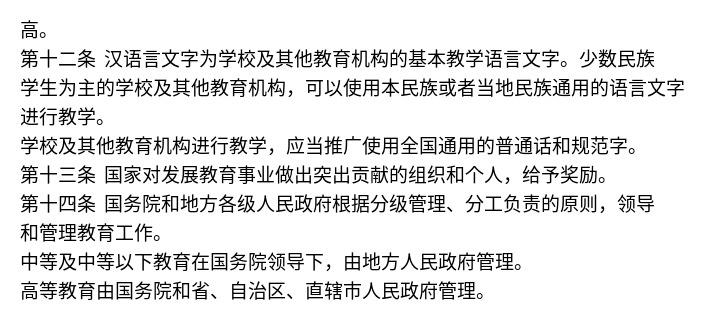 高。
第十二条 汉语言文字为学校及其他教育机构的基本教学语言文字。少数民族
学生为主的学校及其他教育机构，可以使用本民族或者当地民族通用的语言文字
进行教学。
学校及其他教育机构进行教学，应当推广使用全国通用的普通话和规范字。
第十三条 国家对发展教育事业做出突出贡献的组织和个人，给予奖励。
第十四条 国务院和地方各级人民政府根据分级管理、分工负责的原则，领导
和管理教育工作。
中等及中等以下教育在国务院领导下，由地方人民政府管理。
高等教育由国务院和省、自治区、直辖市人民政府管理。